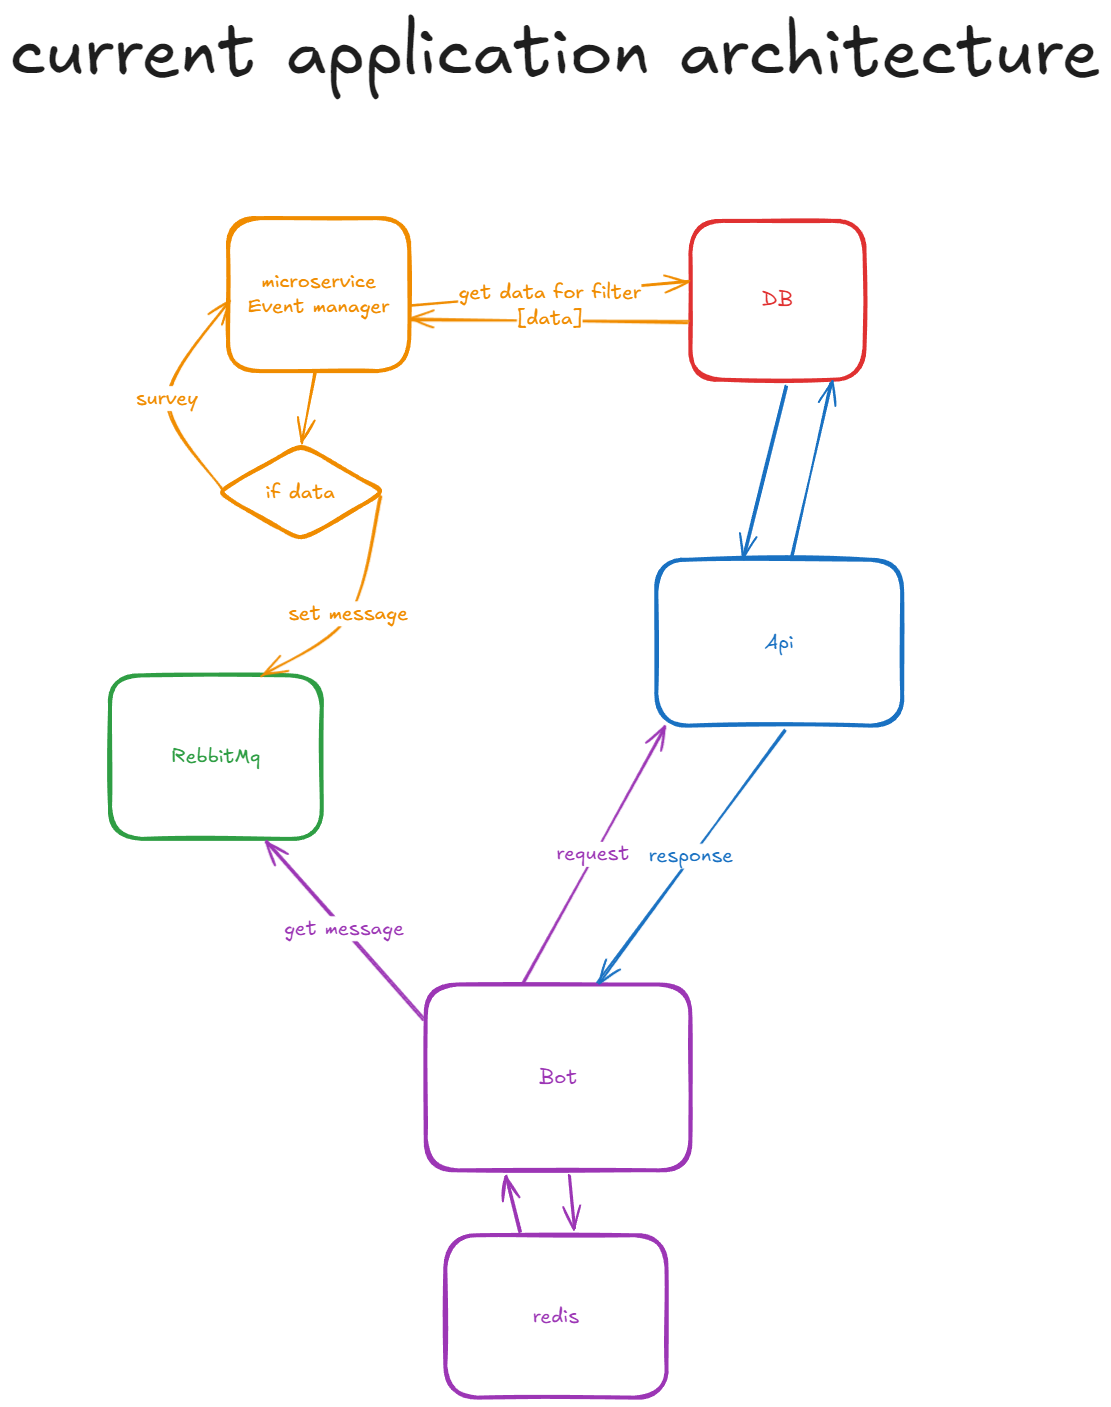 current application architecture
microservice
Event manager
get data for filter
[data]
DB
survey
if data
set message
Api
RebbitMq
request
response
get message
Bot
redis